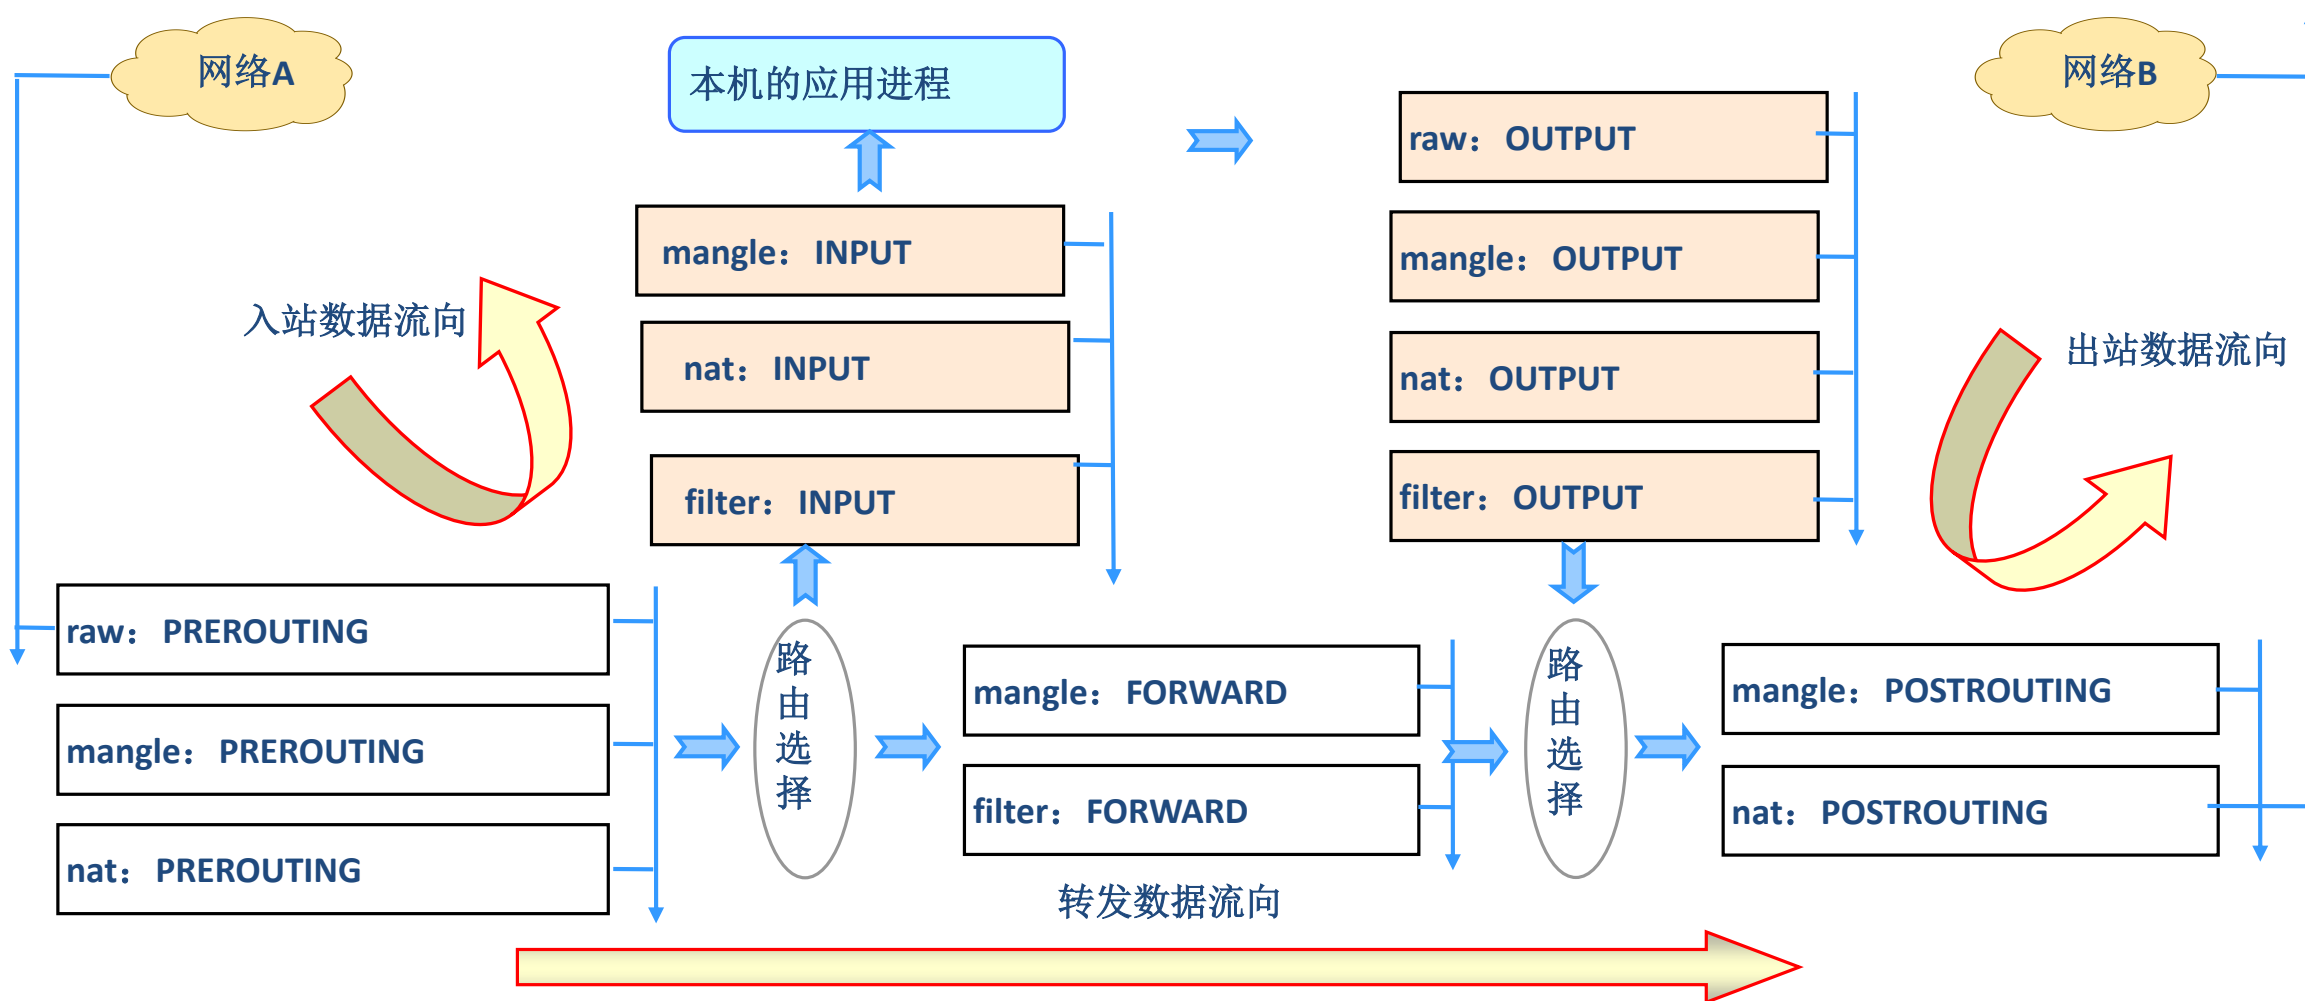 网络A
本机的应用进程
网络B
raw：OUTPUT
mangle：INPUT
mangle：OUTPUT
入站数据流向
nat：INPUT
nat：OUTPUT
出站数据流向
filter：INPUT
filter：OUTPUT
raw：PREROUTING
mangle：PREROUTING
nat：PREROUTING
路
由
选
择
mangle：FORWARD
filter：FORWARD
路
由
选
择
mangle：POSTROUTING
nat：POSTROUTING
转发数据流向